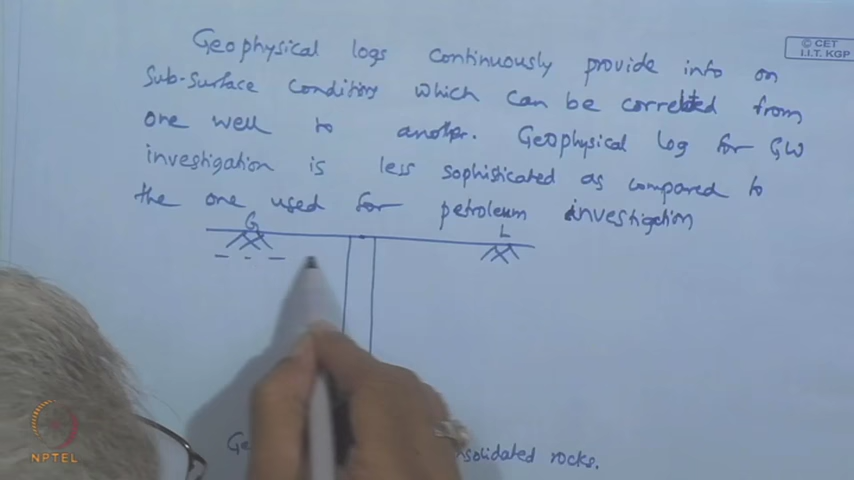 Geophysical logs continuously provide info on
© CET
I.I.T. KGP
Sub-surface condition which can be correlated from
one well to another. Geophysical log for GW
investigation is less sophisticated as compared to
the one used for petroleum investigation
G L
rocks.
NPTEL